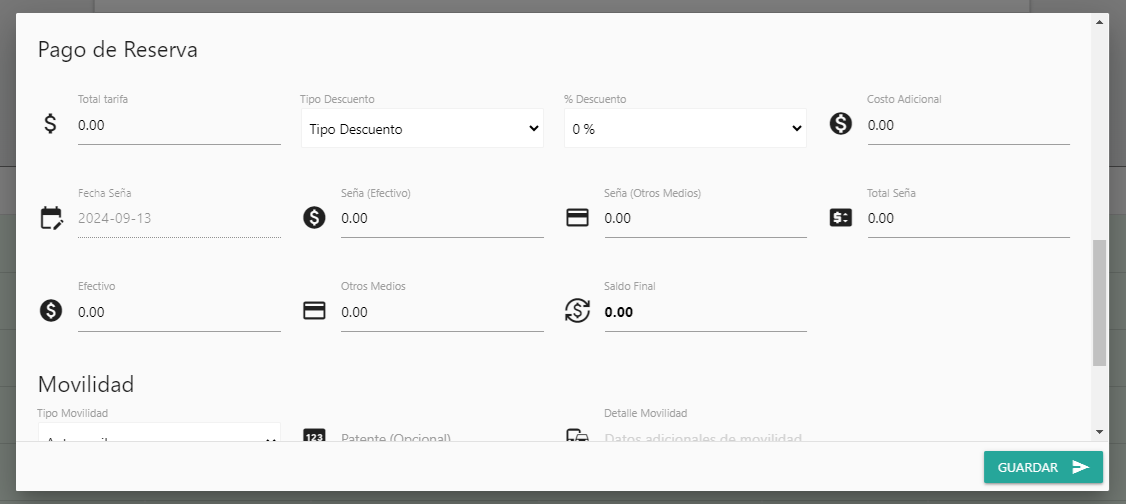 Pago de Reserva
Total tarifa
0.00
Tipo Descuento
Tipo Descuento
% Descuento
0 %
Costo Adicional
0.00
Fecha Seña
2024-09-13
Seña (Efectivo)
0.00
Seña (Otros Medios)
0.00
Total Seña
0.00
Efectivo
0.00
Otros Medios
0.00
Saldo Final
0.00
Movilidad
Tipo Movilidad
123
Patente (Opcional)
Detalle Movilidad
Datos adicionales de movilidad
GUARDAR